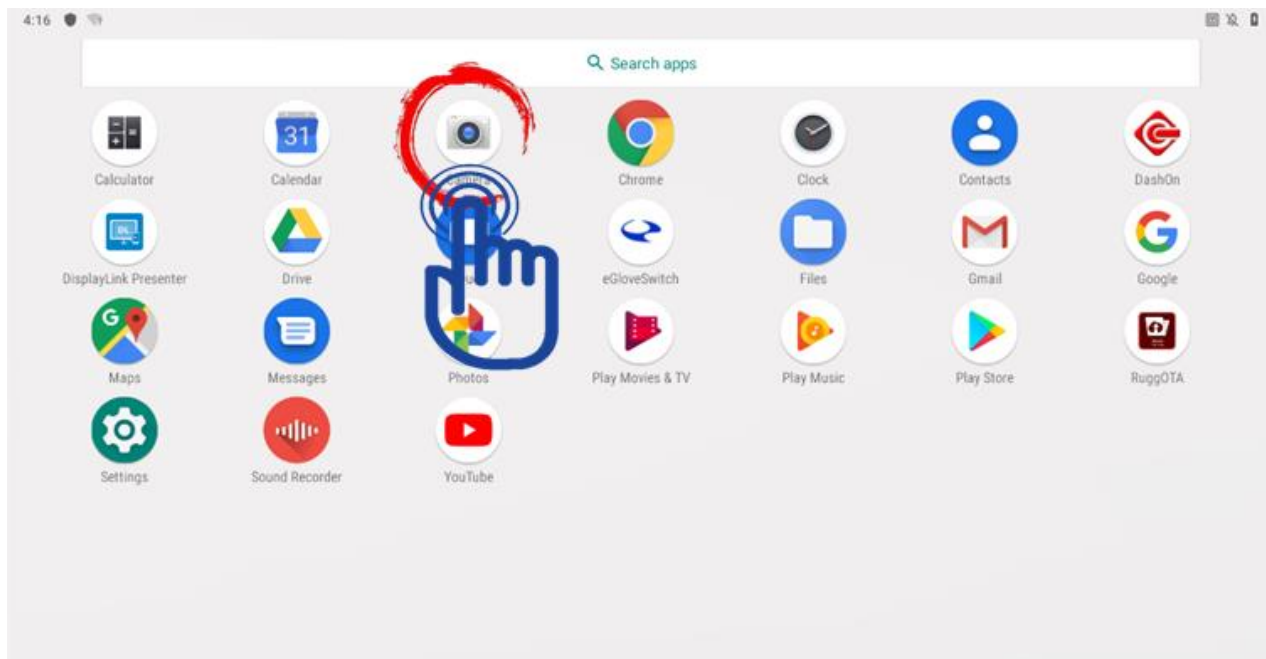 4:16
Search apps
31
Calculator Calendar Camera Chrome Clock Contacts DashOn
DL
DisplayLink Presenter Drive eGloveSwitch Files Gmail Google
G
Maps Messages Photos Play Movies & TV Play Music Play Store RuggOTA
Settings Sound Recorder YouTube